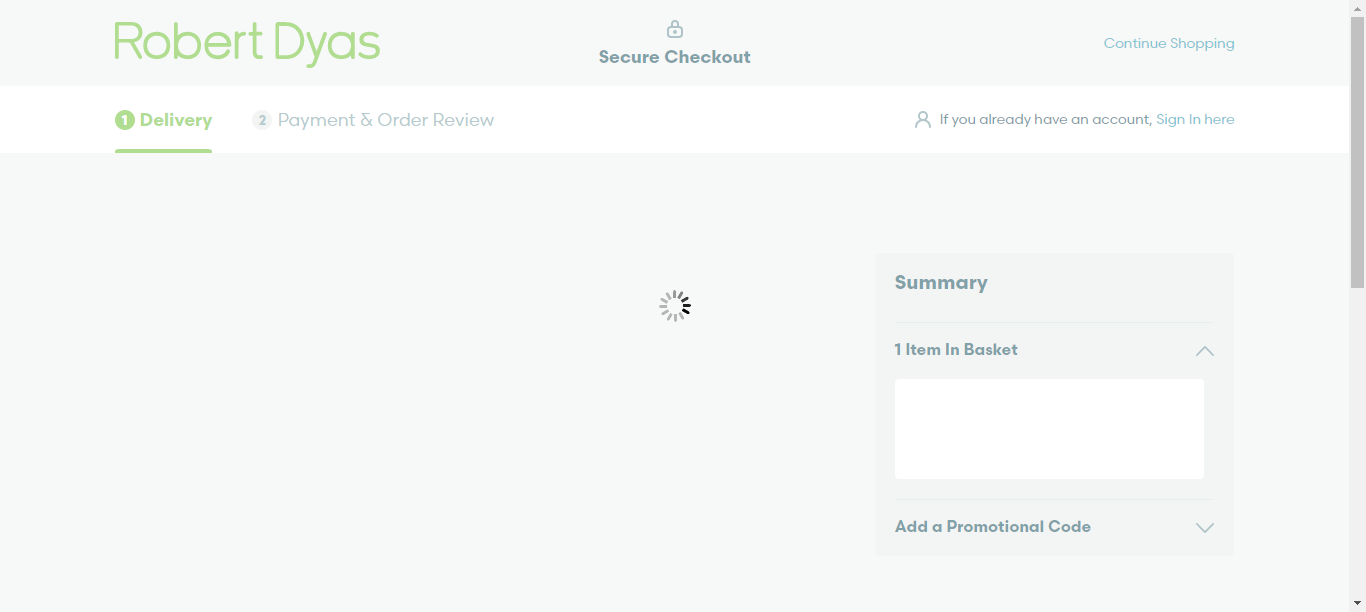 Robert Dyas
Secure Checkout
Continue Shopping
1 Delivery
2 Payment & Order Review
If you already have an account, Sign In here
Summary
1 Item In Basket
Add a Promotional Code